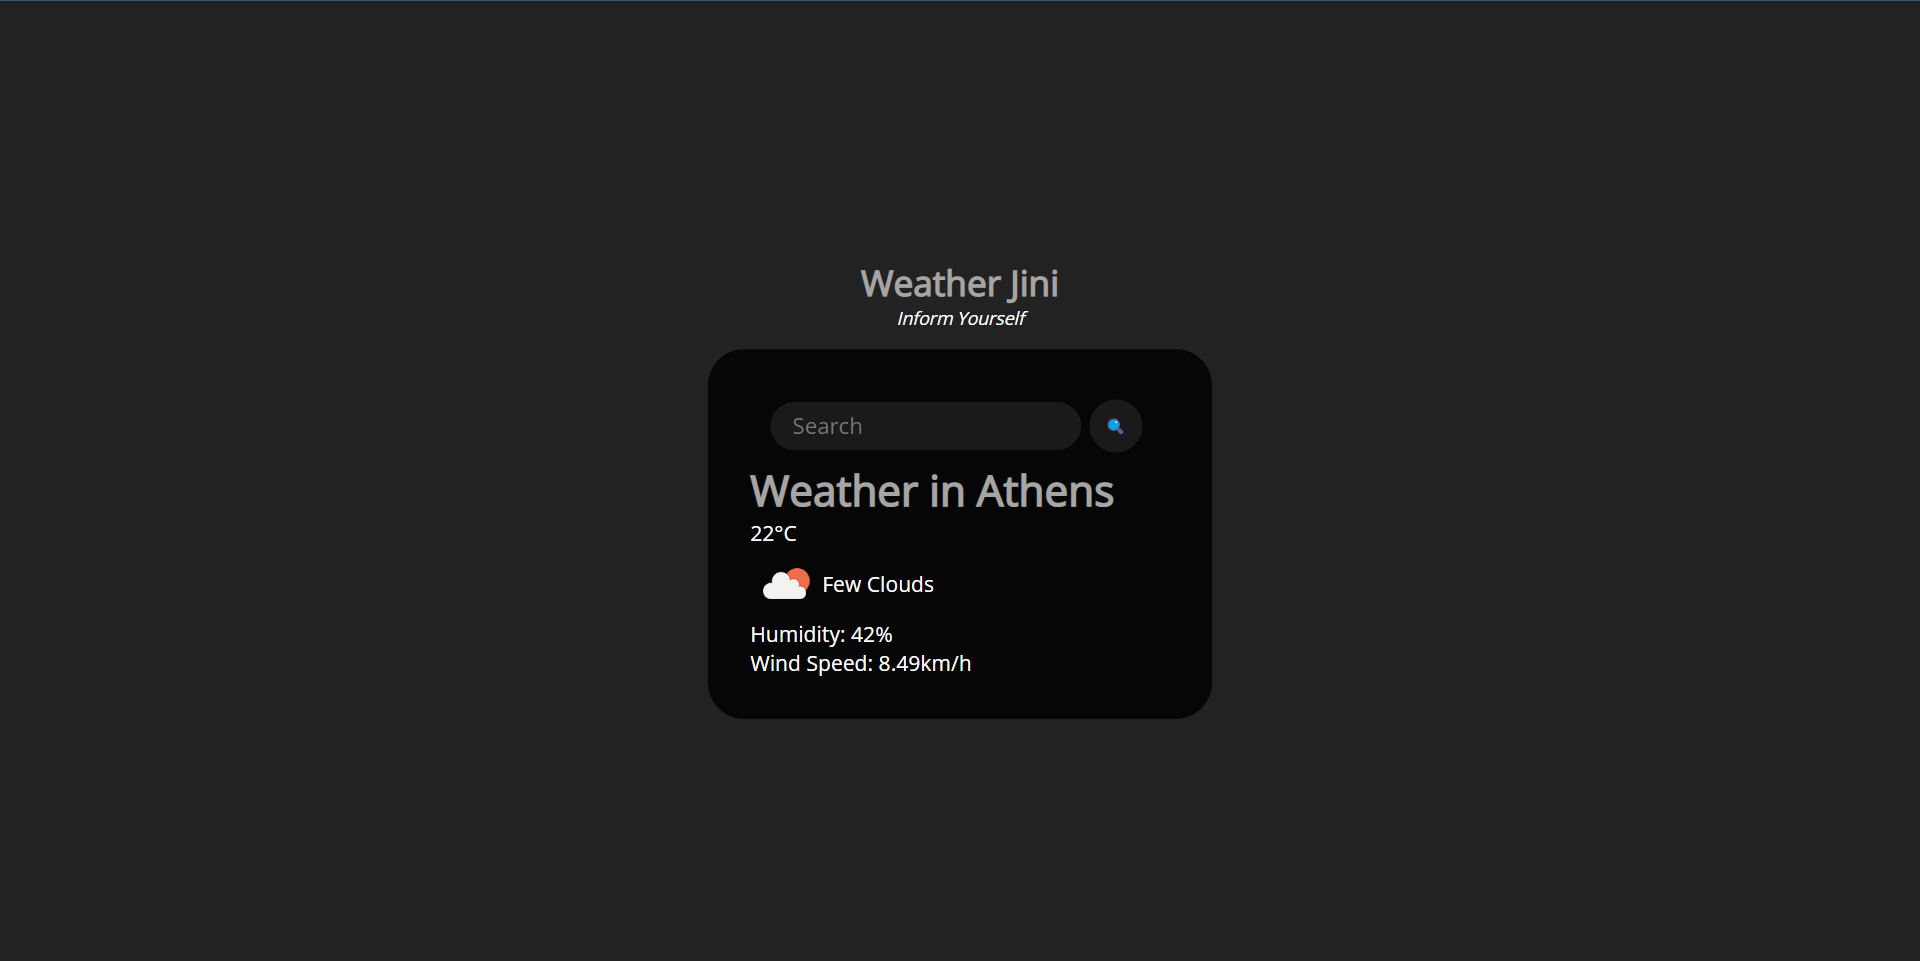 Weather Jini
Inform Yourself
Search
Weather in Athens
22°C
Few Clouds
Humidity: 42%
Wind Speed: 8.49km/h